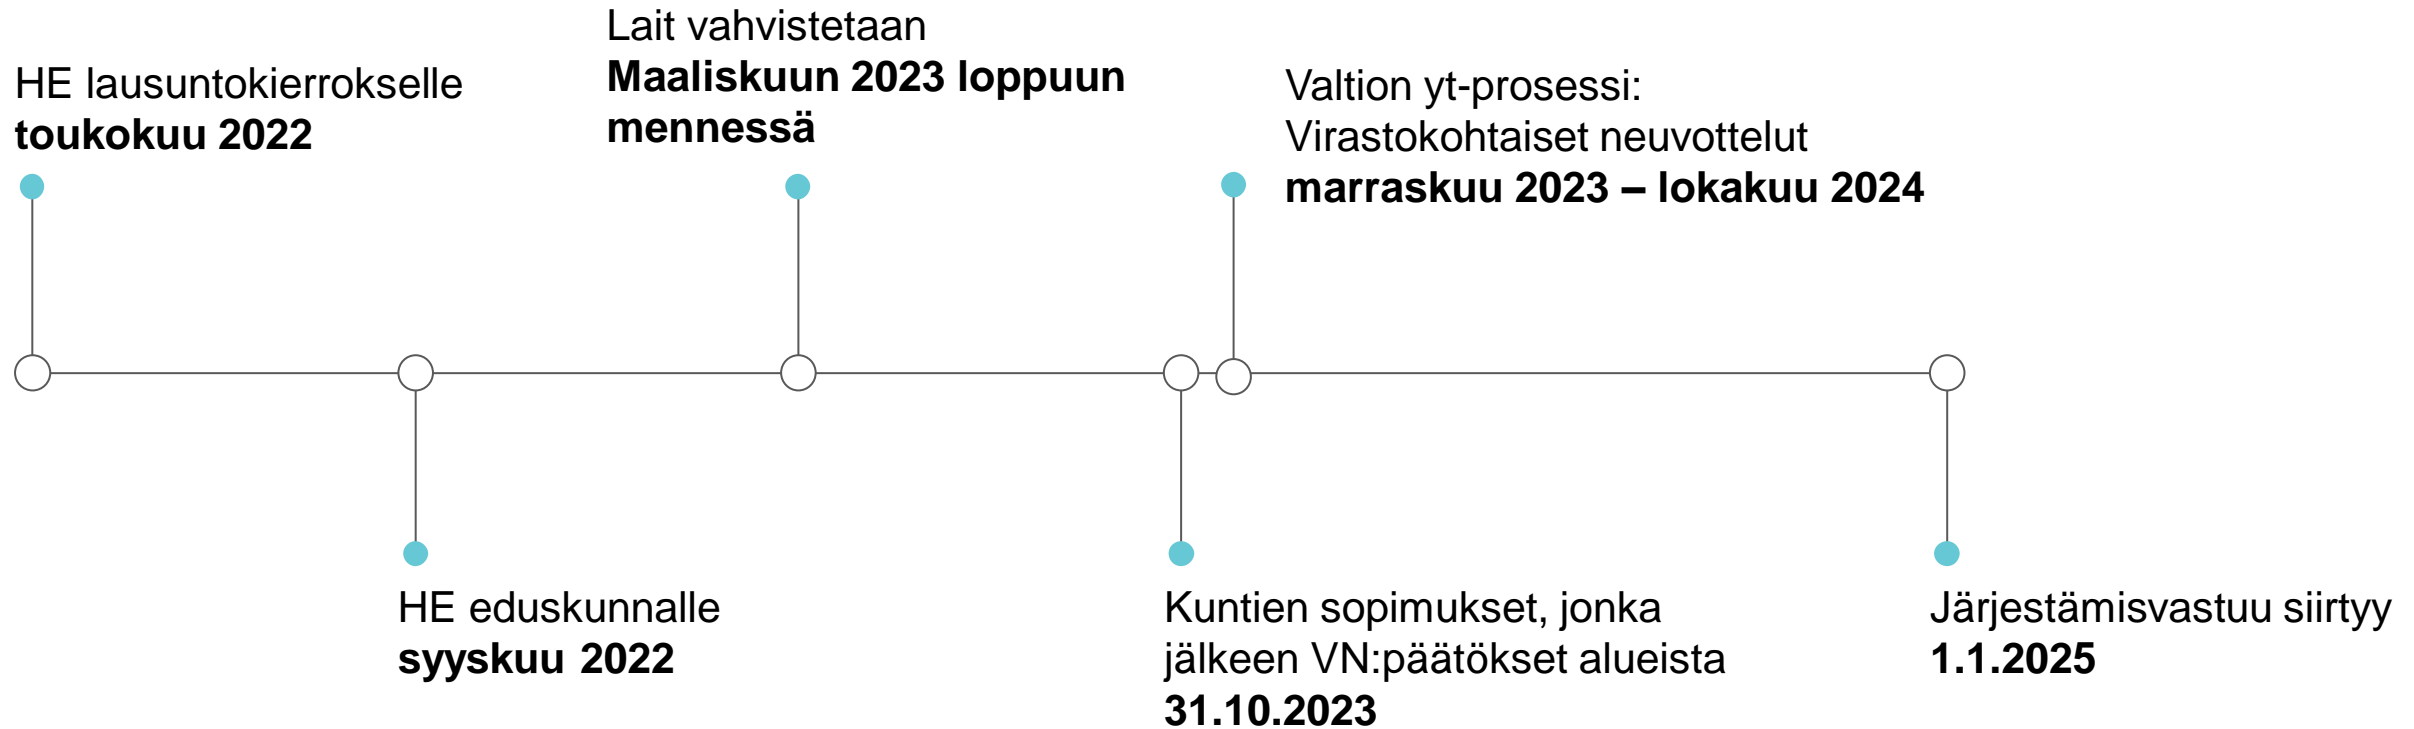 HE lausuntokierrokselle
toukokuu 2022
Lait vahvistetaan
Maaliskuun 2023 loppuun
mennessä
Valtion yt-prosessi:
Virastokohtaiset neuvottelut
marraskuu 2023 – lokakuu 2024
HE eduskunnalle
syyskuu 2022
Kuntien sopimukset, jonka
jälkeen VN:päätökset alueista
31.10.2023
Järjestämisvastuu siirtyy
1.1.2025